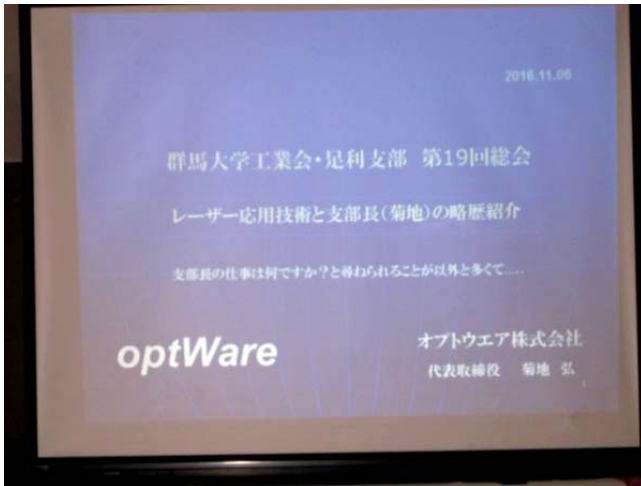 2016.11.06
群馬大学工業会・足利支部 第19回総会
レーザー応用技術と支部長(菊地)の略歴紹介
支部長の仕事は何ですか?と尋ねられることが以外と多くて.....
optWare
オプトウエア株式会社
代表取締役 菊地 弘
1